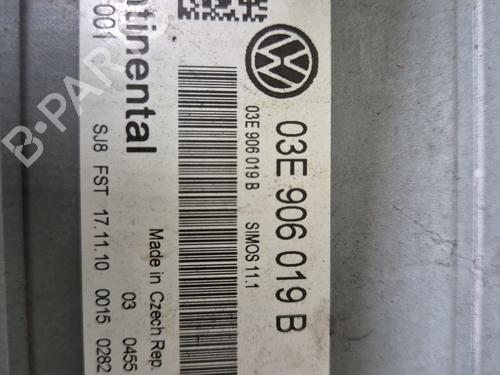 03E 906 019 B
03E 906 019 B
SIMOS 11.1
ntinental
Made in Czech Rep.
001
03 0455
SJ8 FST 17.11.10 0015 0282
B-PARTS